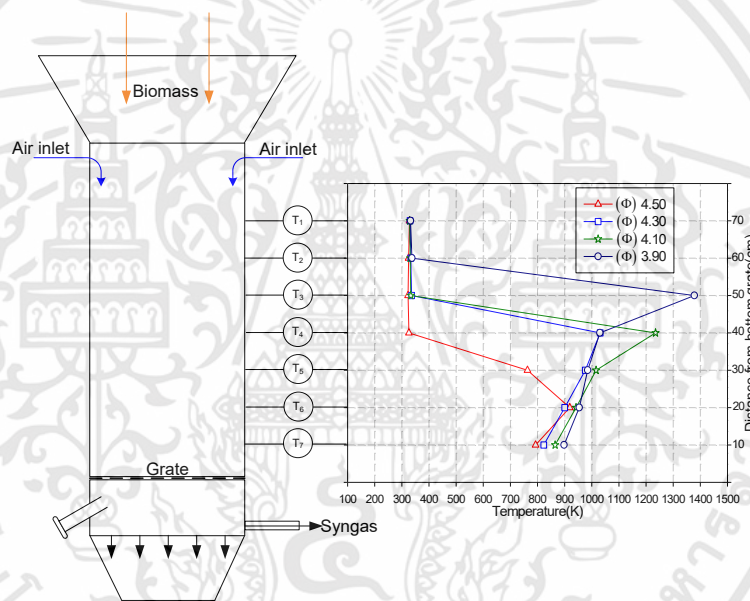 Biomass
Air inlet
Air inlet
T1
T2
T3
T4
T5
T6
T7
Grate
Syngas
(Φ) 4.50
(Φ) 4.30
(Φ) 4.10
(Φ) 3.90
70
60
50
40
30
20
10
Distance from bottom grate(cm)
100 200 300 400 500 600 700 800 900 1000 1100 1200 1300 1400 1500
Temperature(K)